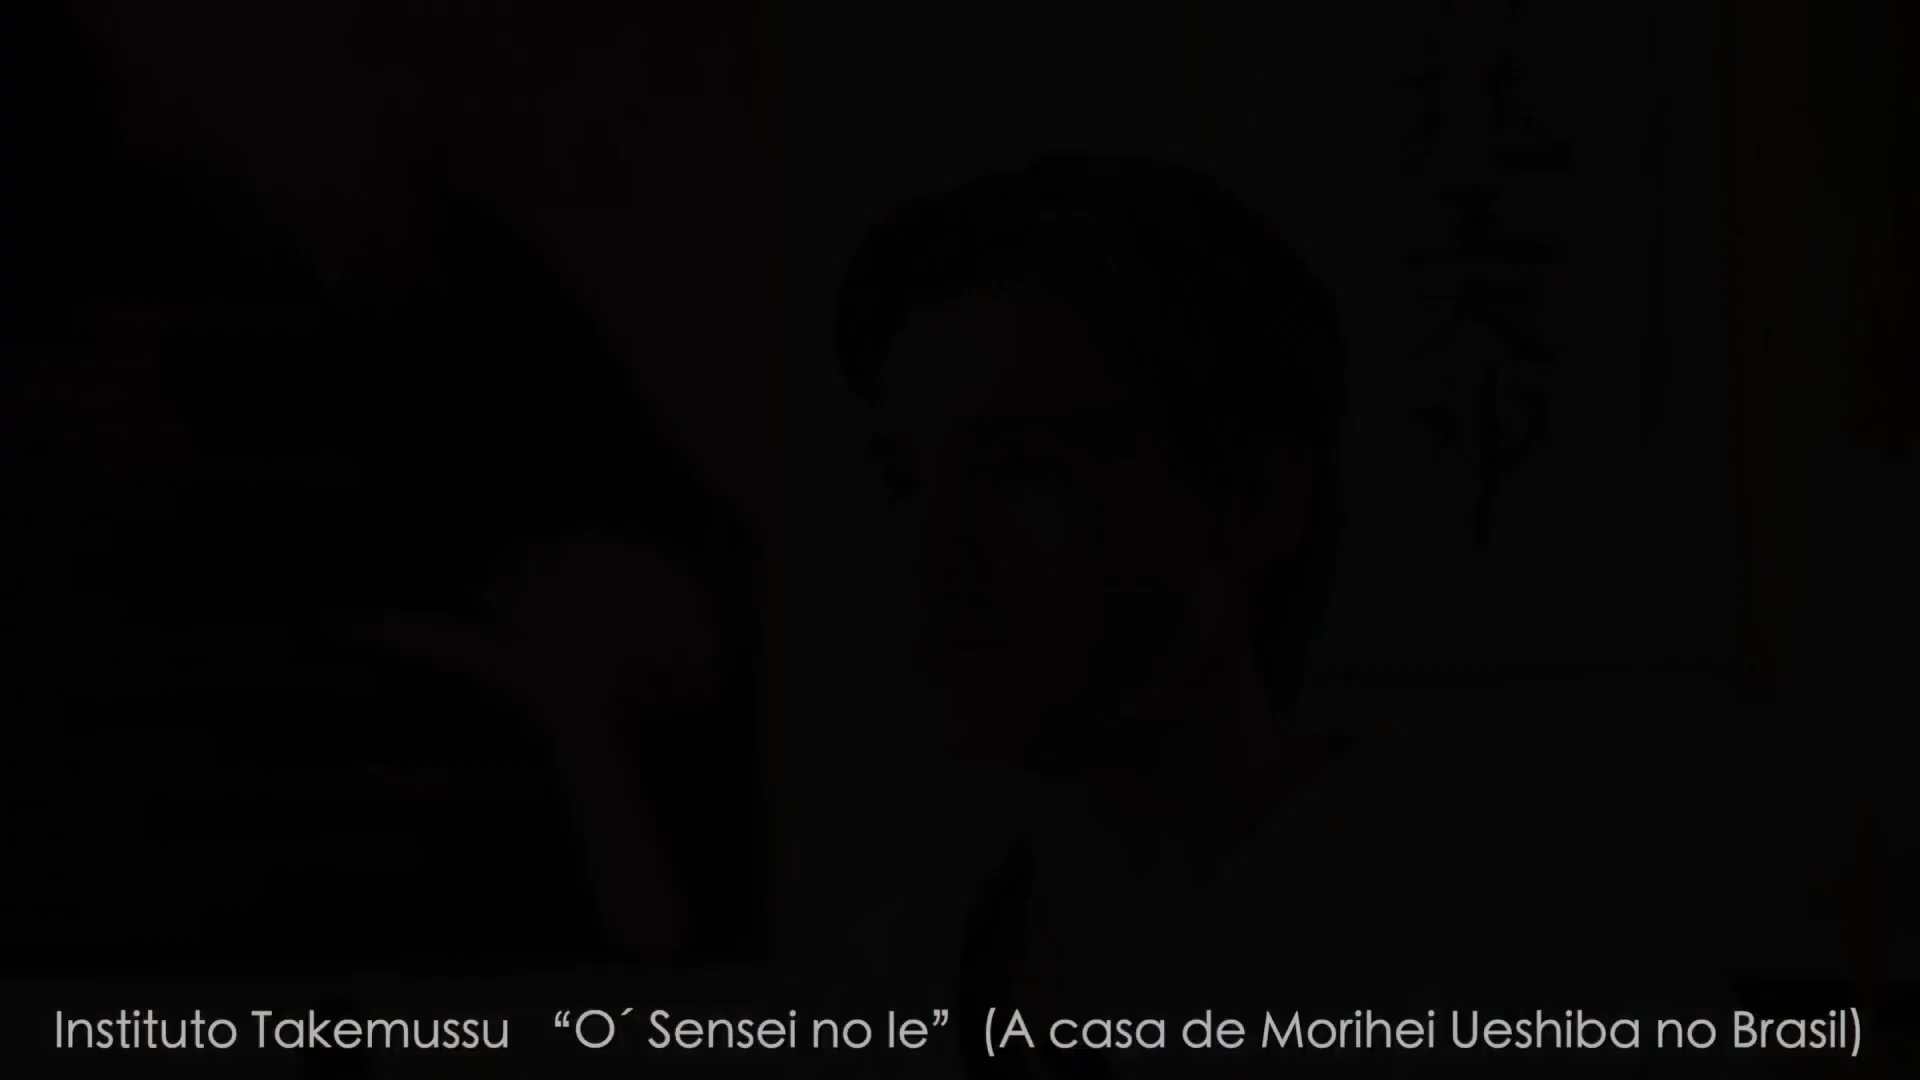 Instituto Takemussu “O´ Sensei no Ie” (A casa de Morihei Ueshiba no Brasil)